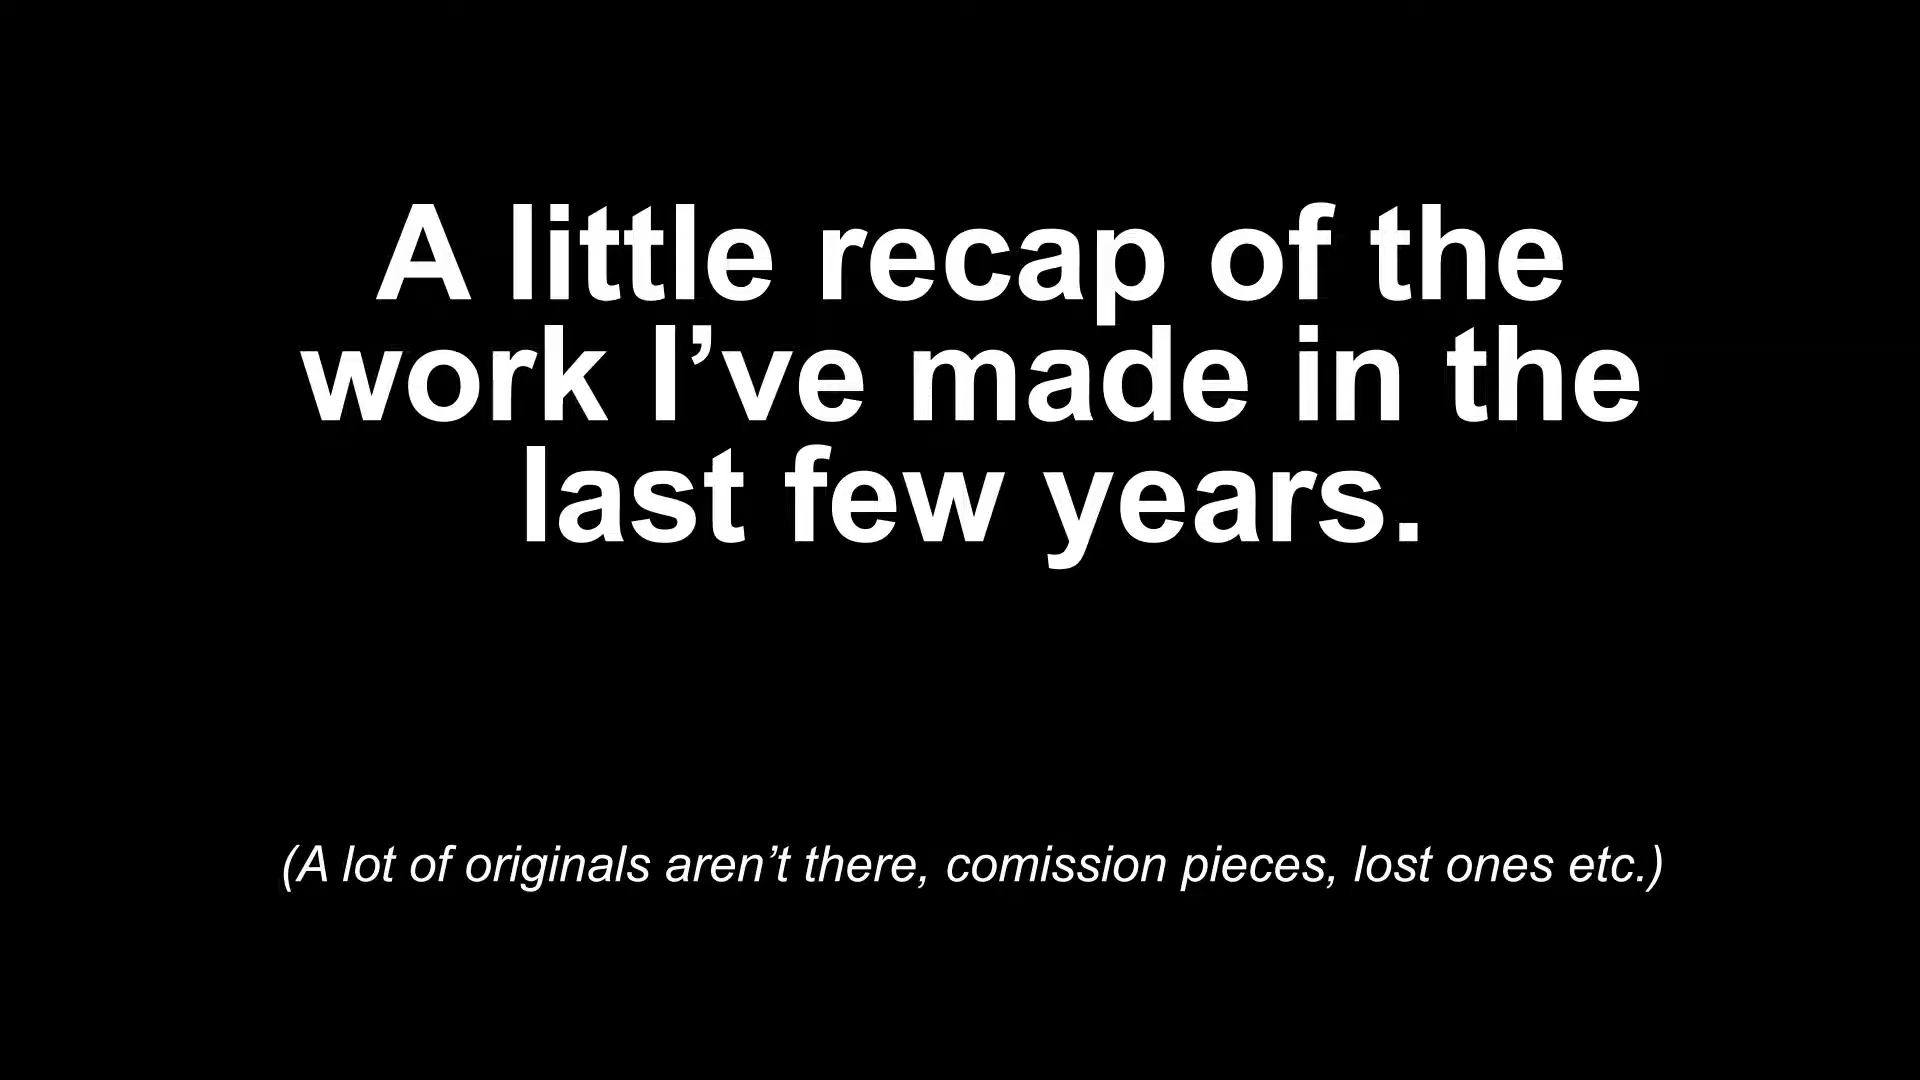 A little recap of the
work I’ve made in the
last few years.
(A lot of originals aren’t there, comission pieces, lost ones etc.)